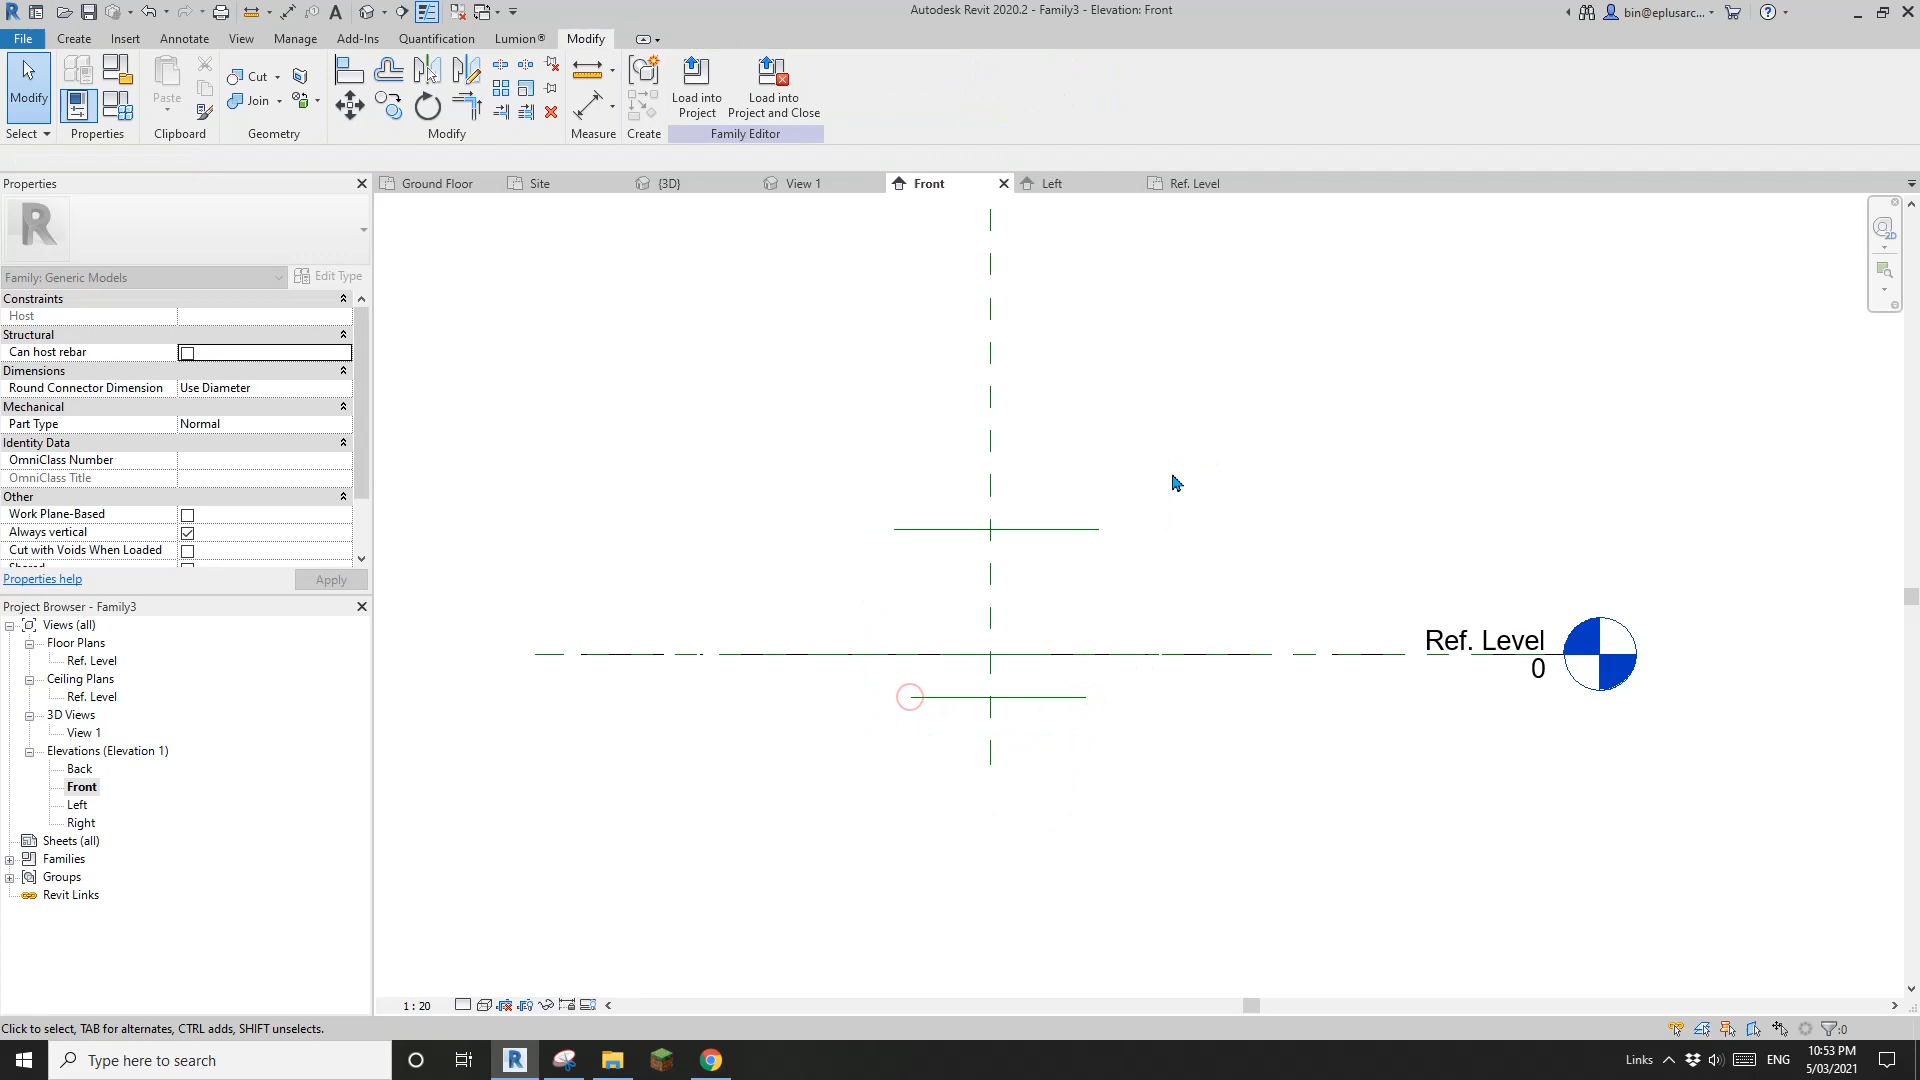 Autodesk Revit 2020.2 - Family3 - Elevation: Front
bin@eplusarc...
File
Create
Insert
Annotate
View
Manage
Add-Ins
Quantification
Lumion®
Modify
Modify
Paste
Cut
Join
Load into
Project
Load into
Project and Close
Select
Properties
Clipboard
Geometry
Modify
Measure
Create
Family Editor
Properties
Family: Generic Models
Edit Type
Constraints
Host
Structural
Can host rebar
Dimensions
Round Connector Dimension Use Diameter
Mechanical
Part Type Normal
Identity Data
OmniClass Number
OmniClass Title
Other
Work Plane-Based
Always vertical
Cut with Voids When Loaded
Shared
Properties help
Apply
Project Browser - Family3
Views (all)
Floor Plans
Ref. Level
Ceiling Plans
Ref. Level
3D Views
View 1
Elevations (Elevation 1)
Back
Front
Left
Right
Sheets (all)
Families
Groups
Revit Links
Ground Floor
Site
{3D}
View 1
Front
Left
Ref. Level
2D
Ref. Level
0
1 : 20
Click to select, TAB for alternates, CTRL adds, SHIFT unselects.
:0
Type here to search
Links
ENG
10:53 PM
5/03/2021